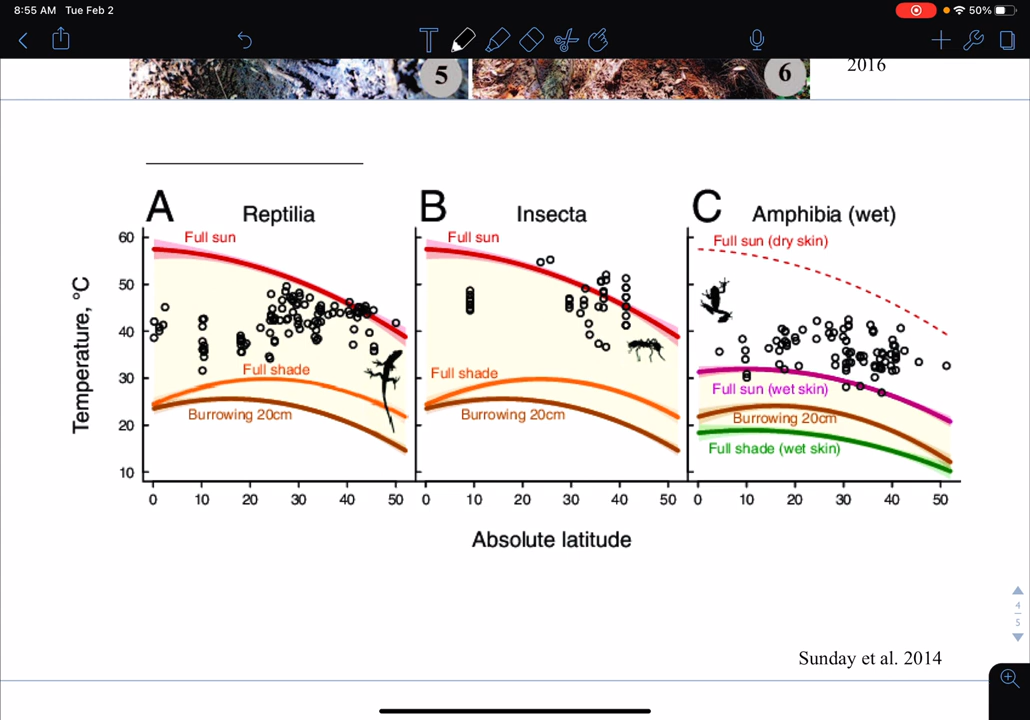 8:55 AM Tue Feb 2
50%
T
5
6
2016
A Reptilia
B Insecta
C Amphibia (wet)
Temperature, °C
60
50
40
30
20
10
Full sun
Full shade
Burrowing 20cm
Full sun
Full shade
Burrowing 20cm
Full sun (dry skin)
Full sun (wet skin)
Burrowing 20cm
Full shade (wet skin)
0 10 20 30 40 50
0 10 20 30 40 50
0 10 20 30 40 50
Absolute latitude
4
5
Sunday et al. 2014